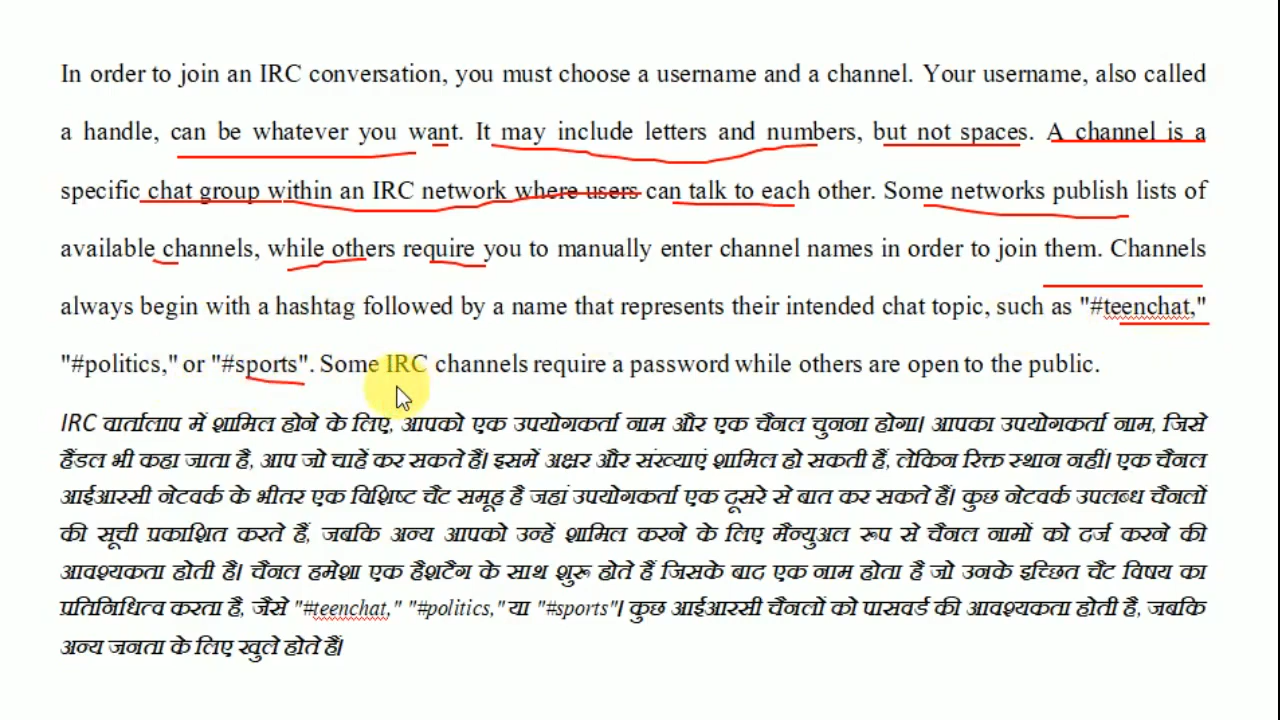 In order to join an IRC conversation, you must choose a username and a channel. Your username, also called
a handle, can be whatever you want. It may include letters and numbers, but not spaces. A channel is a
specific chat group within an IRC network where users can talk to each other. Some networks publish lists of
available channels, while others require you to manually enter channel names in order to join them. Channels
always begin with a hashtag followed by a name that represents their intended chat topic, such as "#teenchat,"
"#politics," or "#sports". Some IRC channels require a password while others are open to the public.
IRC वार्तालाप में शामिल होने के लिए, आपको एक उपयोगकर्ता नाम और एक चैनल चुनना होगा। आपका उपयोगकर्ता नाम, जिसे
हैंडल भी कहा जाता है, आप जो चाहें कर सकते हैं। इसमें अक्षर और संख्याएं शामिल हो सकती हैं, लेकिन रिक्त स्थान नहीं। एक चैनल
आईआरसी नेटवर्क के भीतर एक विशिष्ट चैट समूह है जहां उपयोगकर्ता एक दूसरे से बात कर सकते हैं। कुछ नेटवर्क उपलब्ध चैनलों
की सूची प्रकाशित करते हैं, जबकि अन्य आपको उन्हें शामिल करने के लिए मैन्युअल रूप से चैनल नामों को दर्ज करने की
आवश्यकता होती है। चैनल हमेशा एक हैशटैग के साथ शुरू होते हैं जिसके बाद एक नाम होता है जो उनके इच्छित चैट विषय का
प्रतिनिधित्व करता है, जैसे "#teenchat," "#politics," या "#sports"। कुछ आईआरसी चैनलों को पासवर्ड की आवश्यकता होती है, जबकि
अन्य जनता के लिए खुले होते हैं।